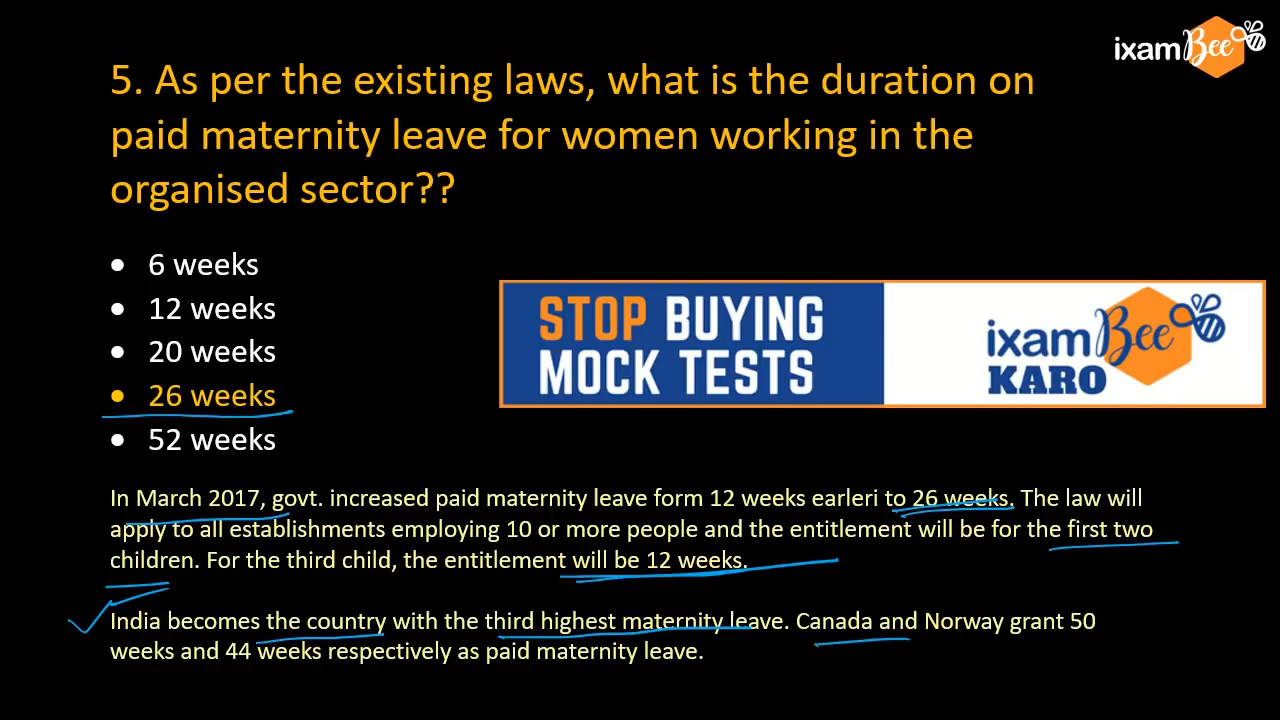 ixamBee
5. As per the existing laws, what is the duration on
paid maternity leave for women working in the
organised sector??
• 6 weeks
• 12 weeks
• 20 weeks
• 26 weeks
• 52 weeks
STOP BUYING
MOCK TESTS
ixamBee
KARO
In March 2017, govt. increased paid maternity leave form 12 weeks earleri to 26 weeks. The law will
apply to all establishments employing 10 or more people and the entitlement will be for the first two
children. For the third child, the entitlement will be 12 weeks.
India becomes the country with the third highest maternity leave. Canada and Norway grant 50
weeks and 44 weeks respectively as paid maternity leave.